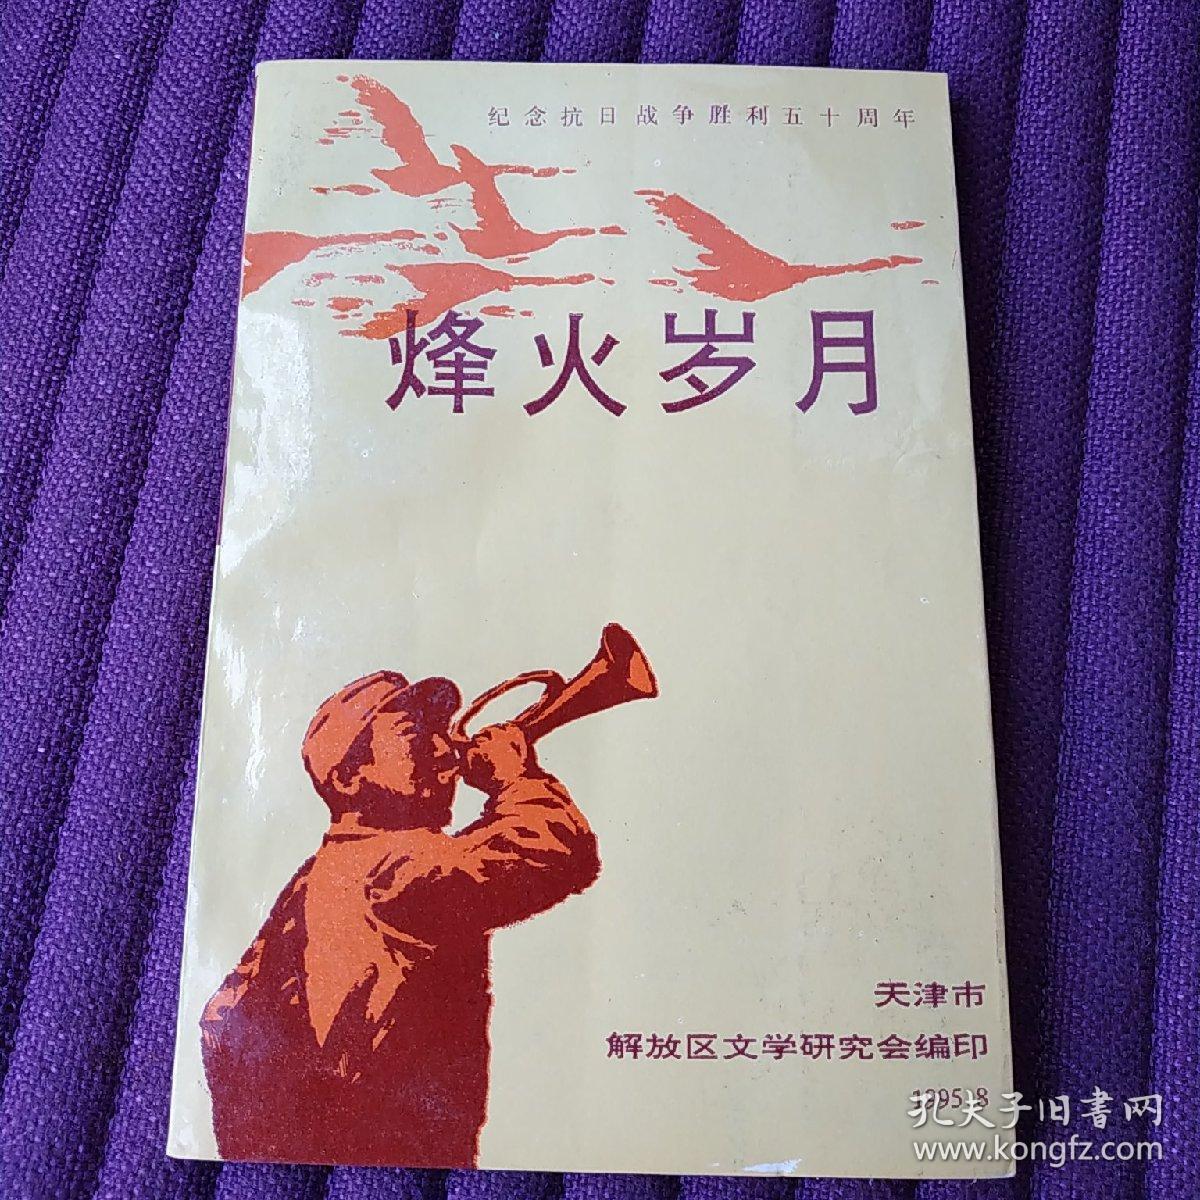 纪念抗日战争胜利五十周年
烽火岁月
天津市
解放区文学研究会编印
1995.8
孔夫子旧書网
www.kongfz.com